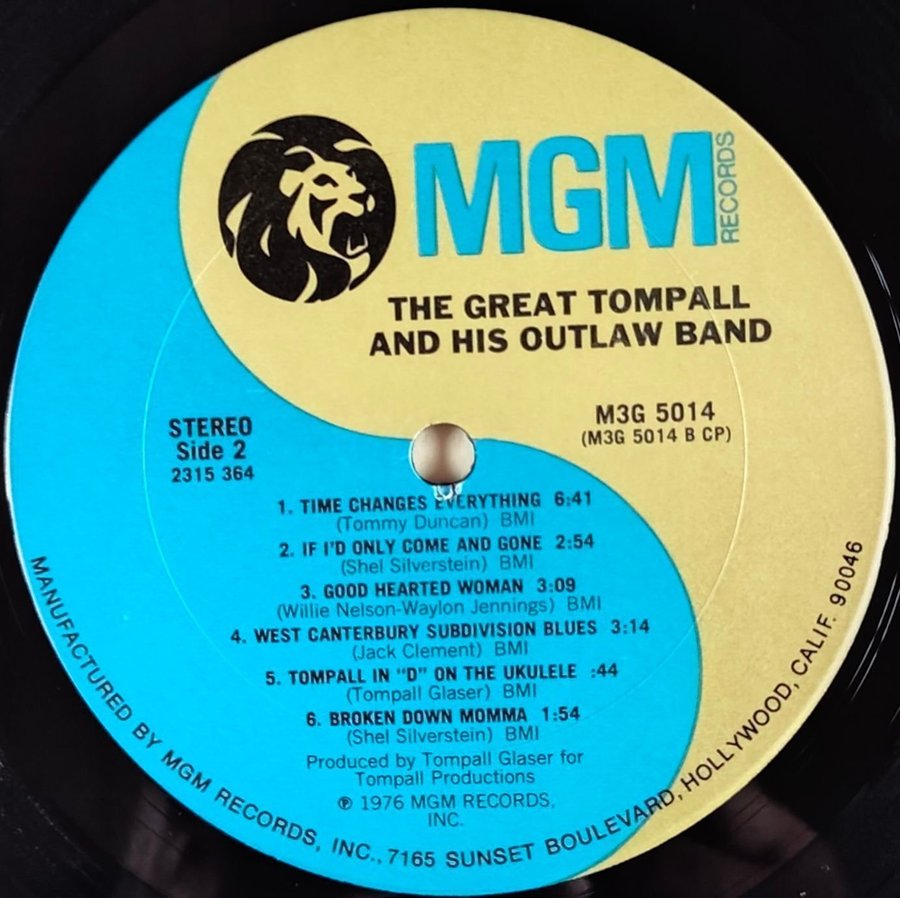 MGM RECORDS
THE GREAT TOMPALL
AND HIS OUTLAW BAND
M3G 5014
(M3G 5014 B CP)
STEREO
Side 2
2315 364
1. TIME CHANGES EVERYTHING 6:41
(Tommy Duncan) BMI
2. IF I'D ONLY COME AND GONE 2:54
(Shel Silverstein) BMI
3. GOOD HEARTED WOMAN 3:09
(Willie Nelson-Waylon Jennings) BMI
4. WEST CANTERBURY SUBDIVISION BLUES 3:14
(Jack Clement) BMI
5. TOMPALL IN "D" ON THE UKULELE :44
(Tompall Glaser) BMI
6. BROKEN DOWN MOMMA 1:54
(Shel Silverstein) BMI
Produced by Tompall Glaser for
Tompall Productions
℗ 1976 MGM RECORDS,
INC.
MANUFACTURED BY MGM RECORDS, INC., 7165 SUNSET BOULEVARD, HOLLYWOOD, CALIF. 90046